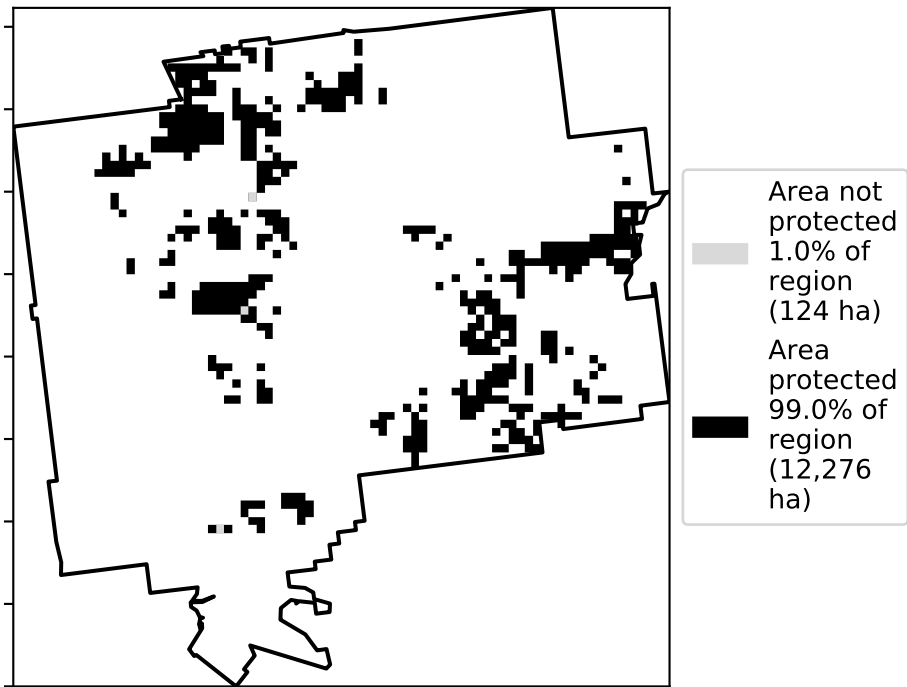 Area not
protected
1.0% of
region
(124 ha)
Area
protected
99.0% of
region
(12,276
ha)